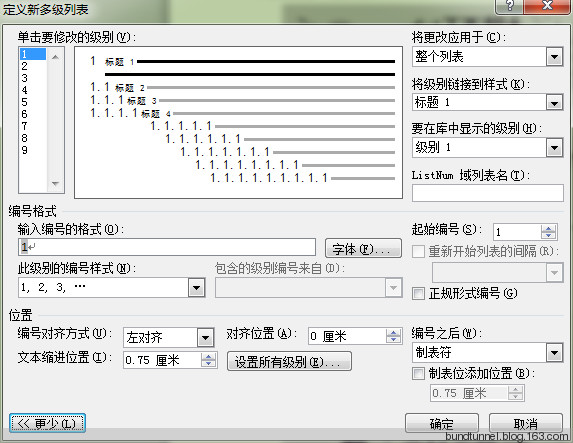 定义新多级列表
单击要修改的级别(V):
将更改应用于(C):
1
2
3
4
5
6
7
8
9
1 标题 1
1.1 标题 2
1.1.1 标题 3
1.1.1.1 标题 4
1.1.1.1.1
1.1.1.1.1.1
1.1.1.1.1.1.1
1.1.1.1.1.1.1.1
1.1.1.1.1.1.1.1.1
整个列表
将级别链接到样式(K):
标题 1
要在库中显示的级别(H):
级别 1
ListNum 域列表名(T):
编号格式
输入编号的格式(O):
1
字体(F)...
起始编号(S):
1
重新开始列表的间隔(R):
此级别的编号样式(N):
包含的级别编号来自(D):
1, 2, 3, …
正规形式编号(G)
位置
编号对齐方式(U):
左对齐
对齐位置(A):
0 厘米
编号之后(W):
制表符
文本缩进位置(I):
0.75 厘米
设置所有级别(E)...
制表位添加位置(B):
0.75 厘米
<< 更少(L)
确定
取消
bundtunnel.blog.163.com